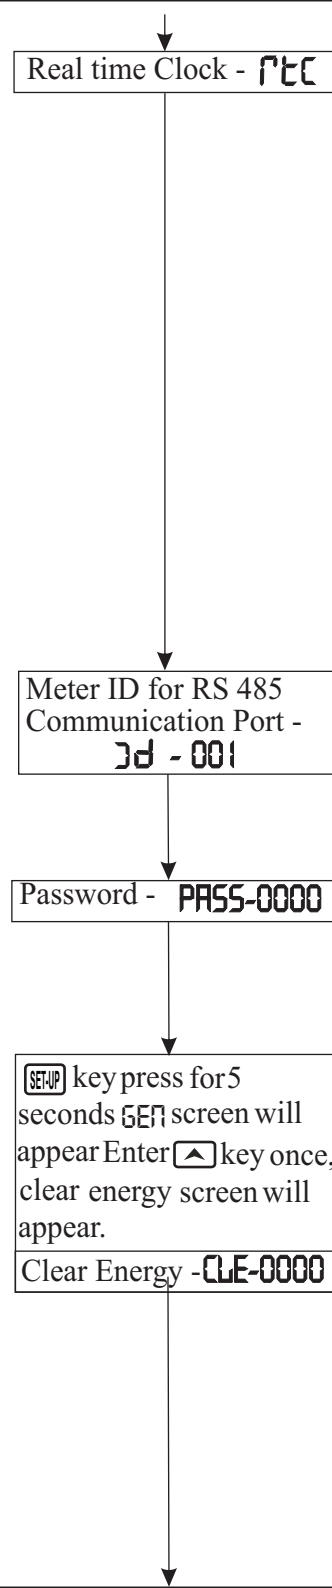 Real time Clock - rtC
Meter ID for RS 485
Communication Port -
Id - 001
Password - PASS-0000
SET-UP key press for 5
seconds GEN screen will
appear Enter key once,
clear energy screen will
appear.
Clear Energy - CLE-0000